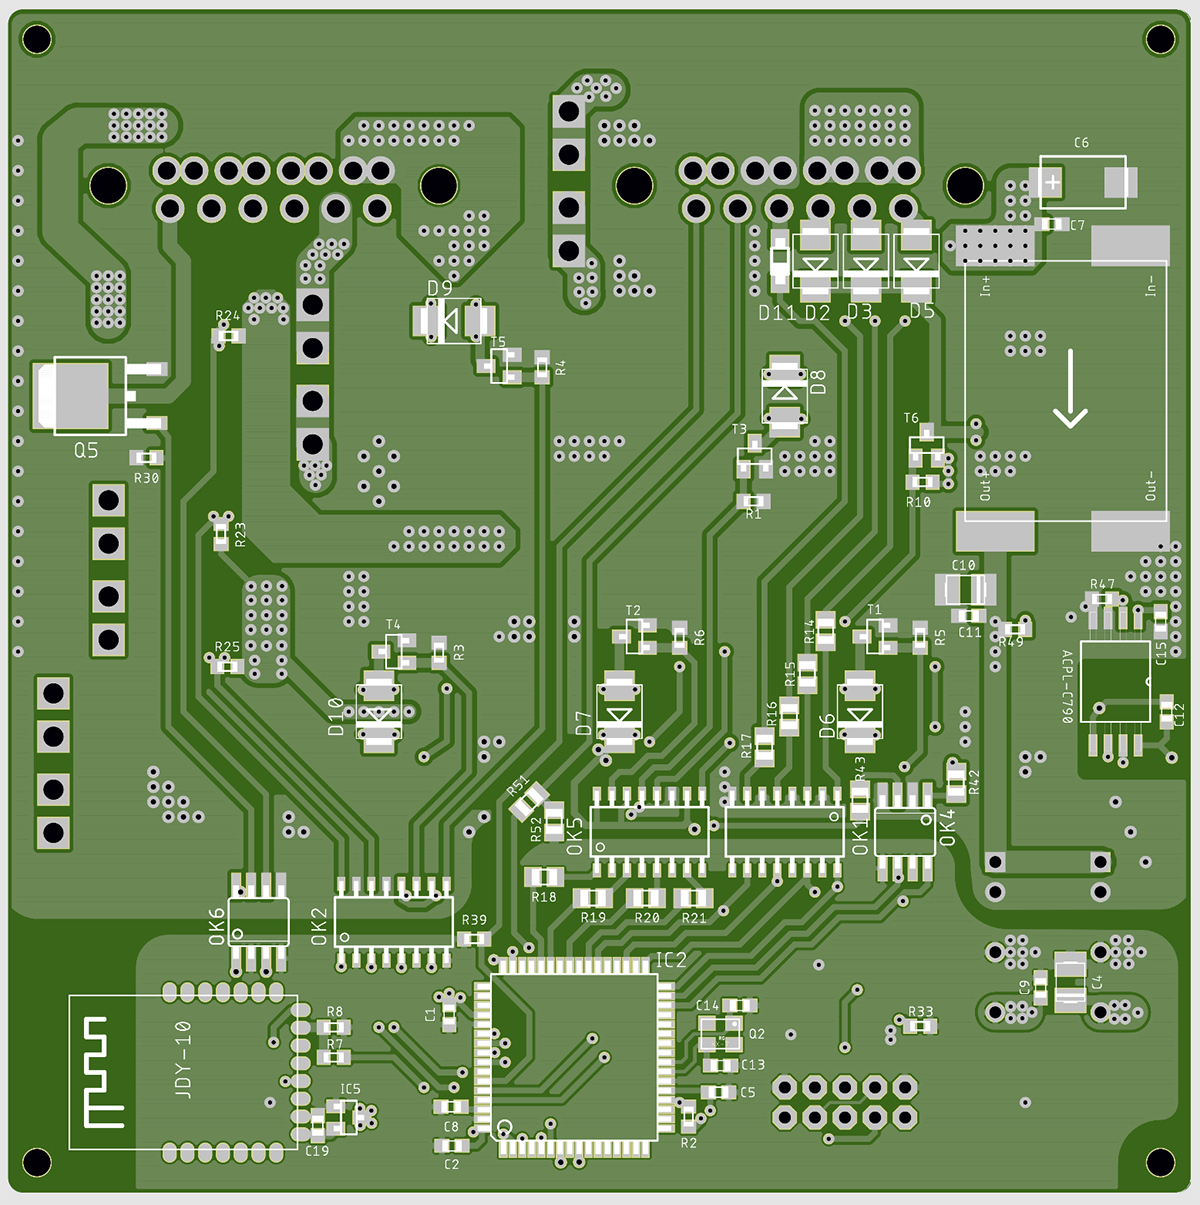 C6
+
C7
In+
In-
D9
R24
D11
D2
D3
D5
T5
R4
D8
Q5
R30
T3
T6
R1
R10
Out-
Out-
R23
C10
R47
C11
R49
T2
R6
R14
T1
R5
T4
R3
C15
R25
R15
ACPL-C790
D10
D7
R16
D6
C12
R17
R43
R42
R51
R52
OK5
OK1
OK4
R18
R19
R20
R21
OK6
OK2
R39
IC2
C9
C4
C1
C14
R8
Q2
R33
R7
JDY-10
C13
IC5
C5
C8
R2
C19
C2